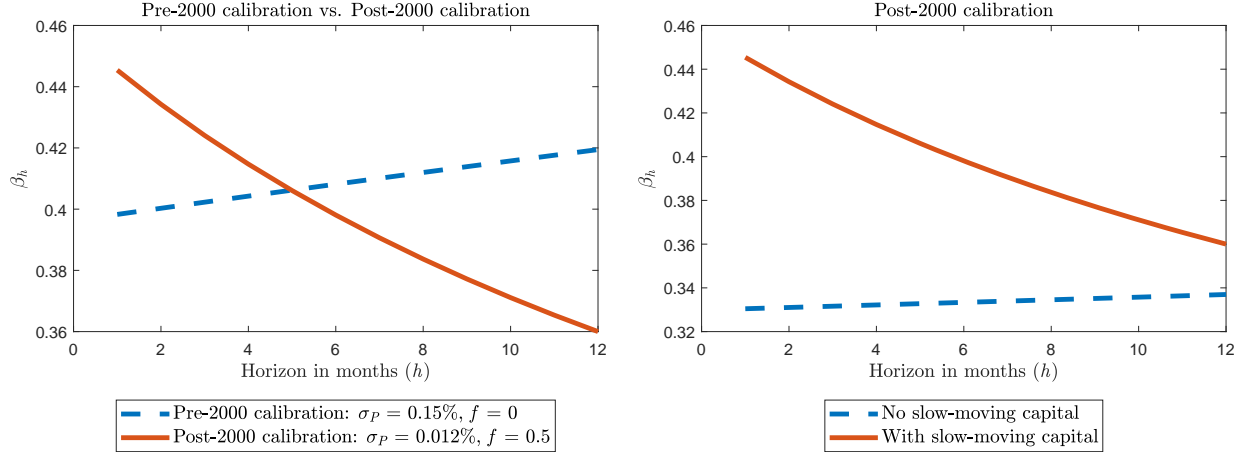 Pre-2000 calibration vs. Post-2000 calibration
0.46
0.44
0.42
0.4
0.38
0.36
β_h
0 2 4 6 8 10 12
Horizon in months (h)
Pre-2000 calibration: σ_P = 0.15%, f = 0
Post-2000 calibration: σ_P = 0.012%, f = 0.5
Post-2000 calibration
0.46
0.44
0.42
0.4
0.38
0.36
0.34
0.32
β_h
0 2 4 6 8 10 12
Horizon in months (h)
No slow-moving capital
With slow-moving capital